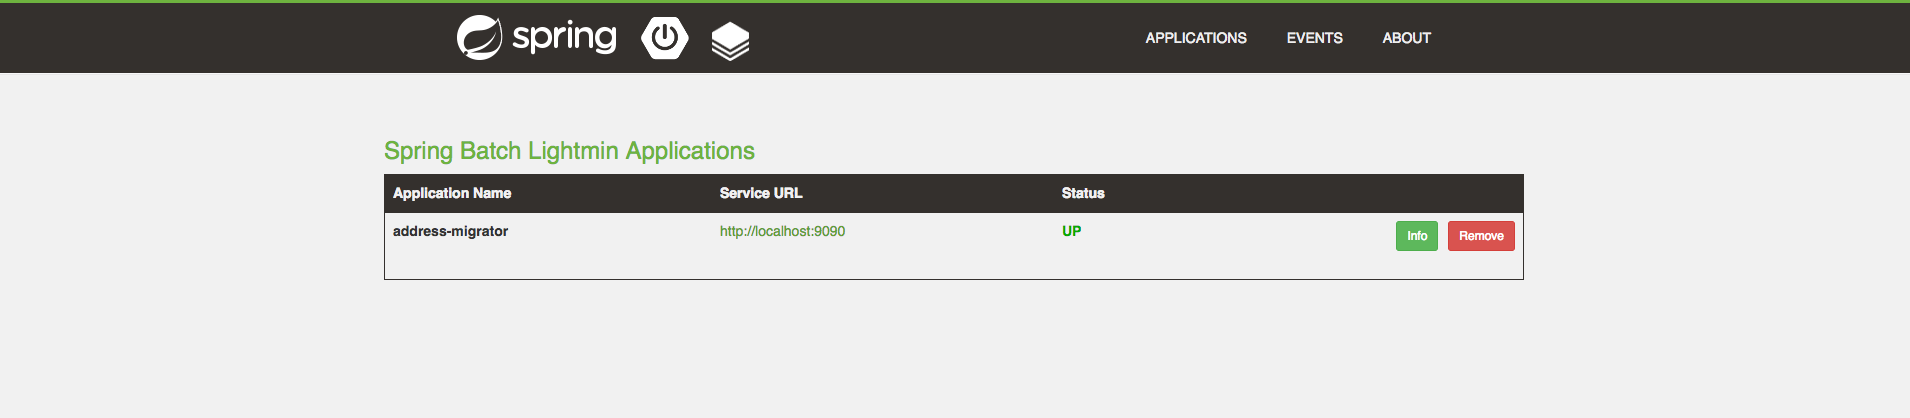 spring APPLICATIONS EVENTS ABOUT
Spring Batch Lightmin Applications
Application Name Service URL Status
address-migrator http://localhost:9090 UP Info Remove